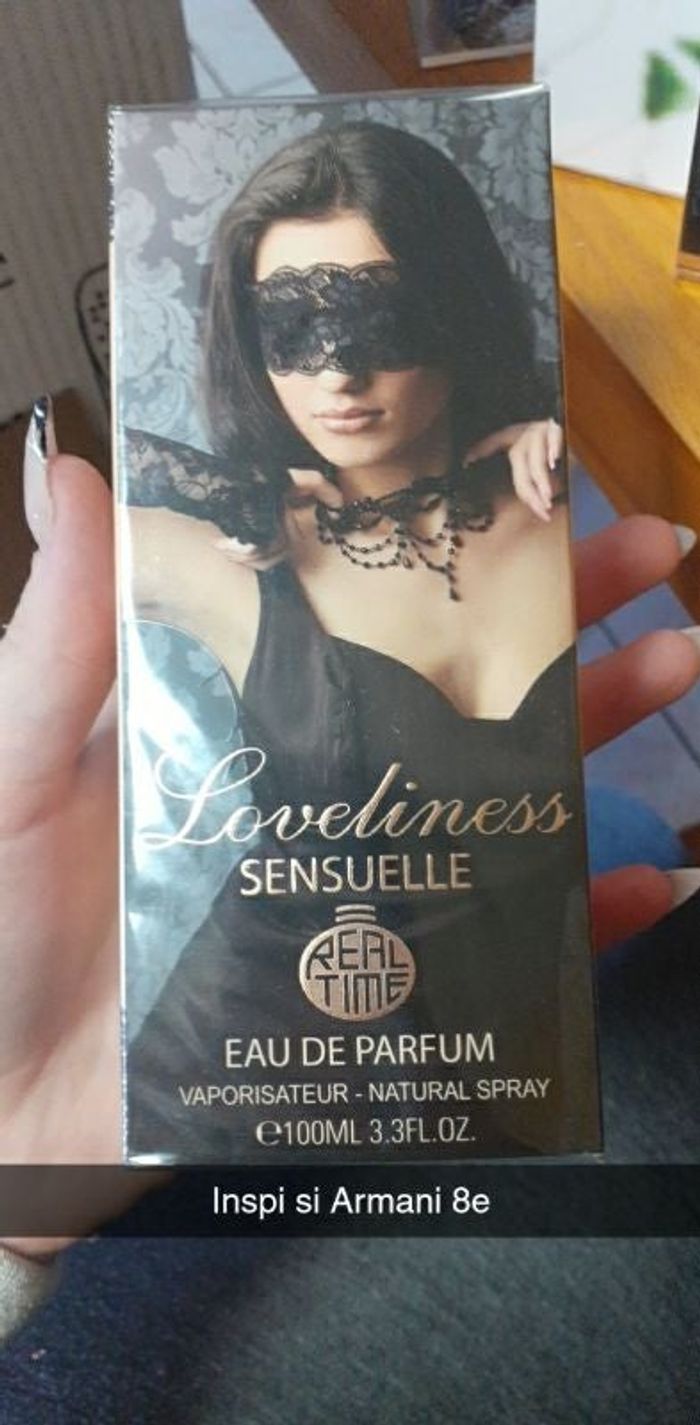 Loveliness
SENSUELLE
REAL
TIME
EAU DE PARFUM
VAPORISATEUR - NATURAL SPRAY
℮100ML 3.3FL.OZ.
Inspi si Armani 8e